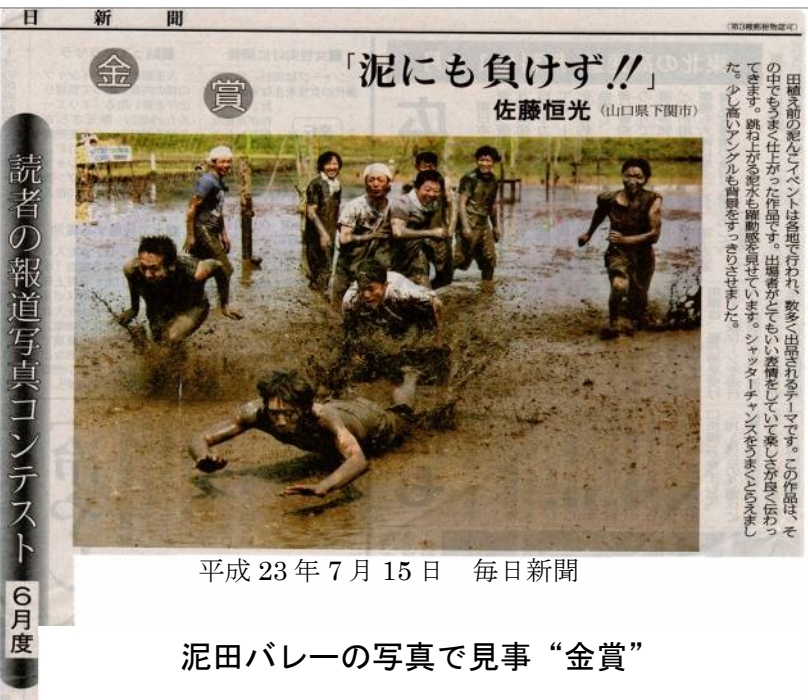 日新聞
（第3種郵便物認可）
金賞
「泥にも負けず!!」
佐藤恒光（山口県下関市）
田植え前の泥んこイベントは各地で行われ、数多く出品されるテーマです。この作品は、そ
の中でもうまく仕上がった作品です。出場者がとてもいい表情をしていて楽しさが良く伝わっ
てきます。跳ね上がる泥水も躍動感を見せています。シャッターチャンスをうまくとらえまし
た。少し高いアングルも背景をすっきりさせました。
読者の報道写真コンテスト
6月度
平成23年7月15日　毎日新聞
泥田バレーの写真で見事“金賞”